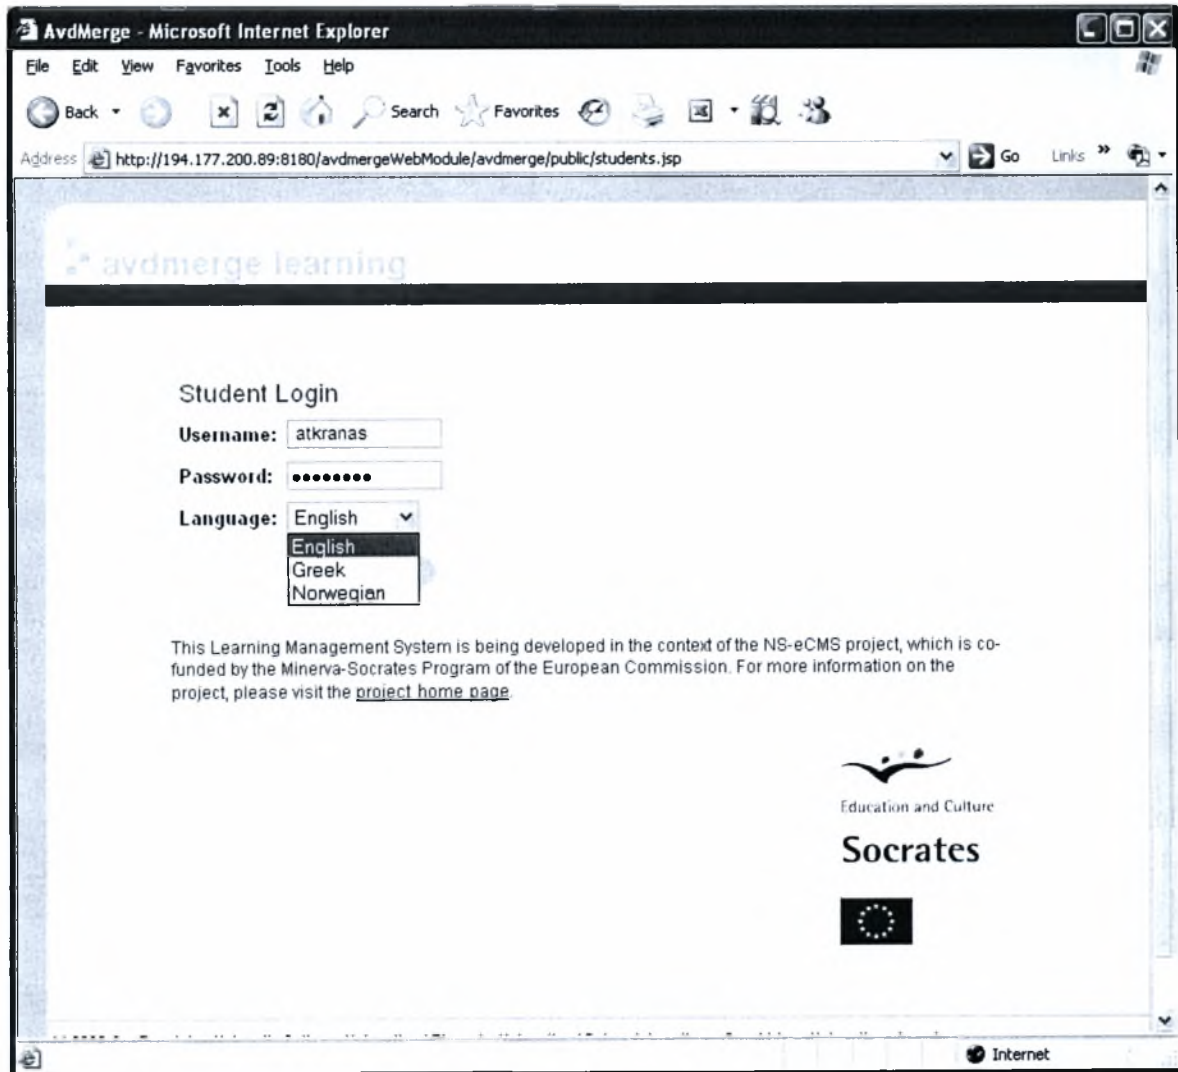 AvdMerge - Microsoft Internet Explorer
File Edit View Favorites Tools Help
Back Search Favorites
Address http://194.177.200.89:8180/avdmergeWebModule/avdmerge/public/students.jsp Go Links »
avdmerge learning
Student Login
Username: atkranas
Password: ●●●●●●●●
Language: English
English
Greek
Norwegian
This Learning Management System is being developed in the context of the NS-eCMS project, which is co-
funded by the Minerva-Socrates Program of the European Commission. For more information on the
project, please visit the project home page.
Education and Culture
Socrates
Internet